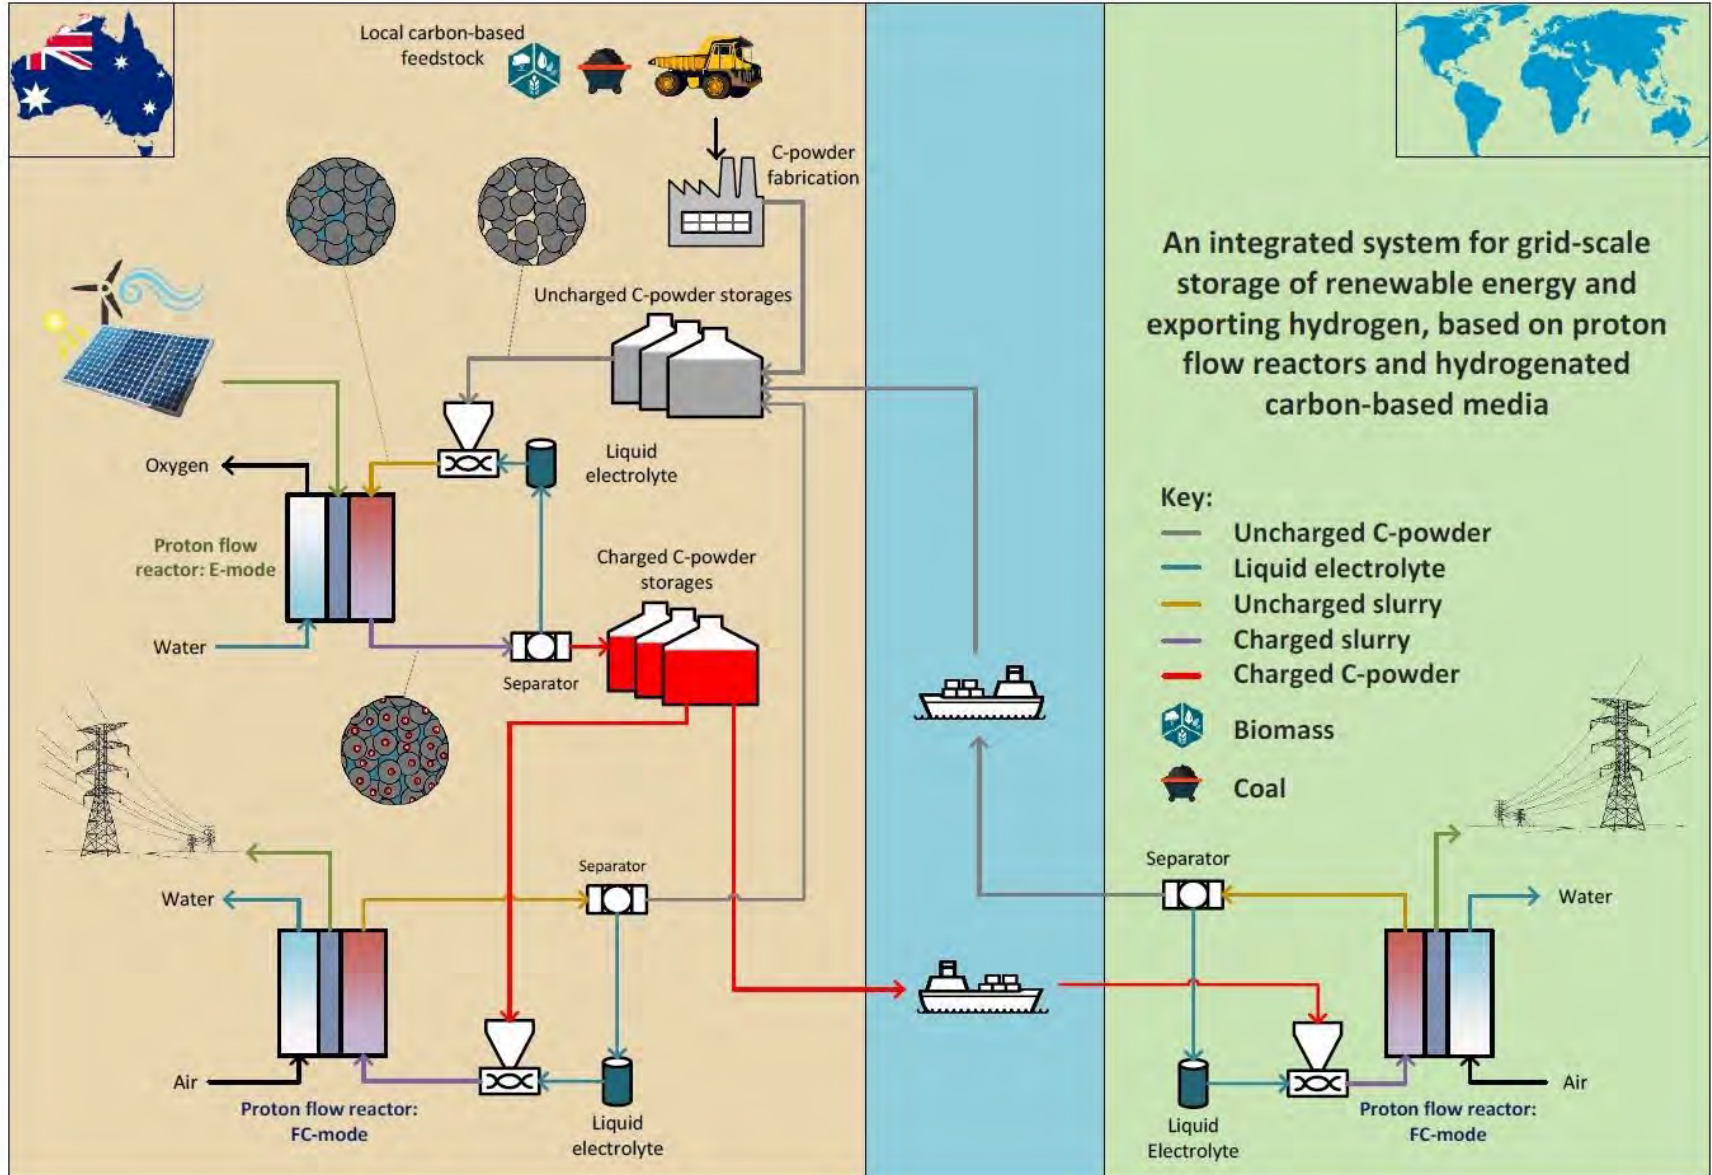 Local carbon-based
feedstock
C-powder
fabrication
Uncharged C-powder storages
Oxygen
Liquid
electrolyte
Proton flow
reactor: E-mode
Charged C-powder
storages
Water
Separator
Separator
Water
Air
Proton flow reactor:
FC-mode
Liquid
electrolyte
An integrated system for grid-scale
storage of renewable energy and
exporting hydrogen, based on proton
flow reactors and hydrogenated
carbon-based media
Key:
Uncharged C-powder
Liquid electrolyte
Uncharged slurry
Charged slurry
Charged C-powder
Biomass
Coal
Separator
Water
Air
Proton flow reactor:
FC-mode
Liquid
Electrolyte